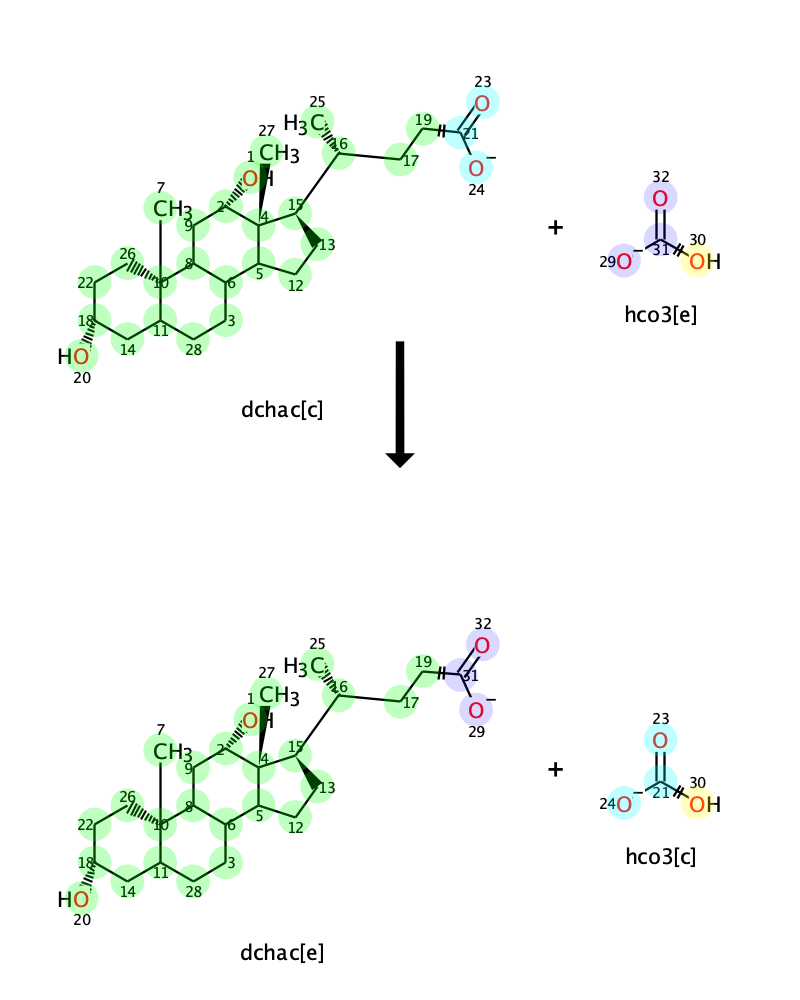 23
25
19
H3C
21
27
16
1
CH3
O
OH
17
O−
7
24
32
CH3
2
O
15
9
4
+
13
30
26
8
29
O−
31
OH
22
10
6
5
12
hco3[e]
18
11
3
HO
14
28
20
dchac[c]
32
25
19
H3C
31
27
16
1
CH3
O
OH
17
O−
7
29
23
CH3
2
O
15
9
4
+
13
30
26
8
24
O−
21
OH
22
10
6
5
12
hco3[c]
18
11
3
HO
14
28
20
dchac[e]